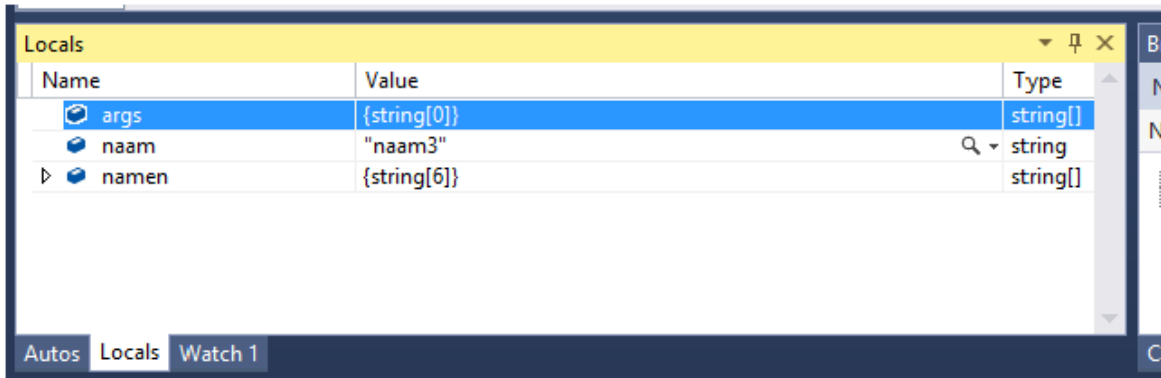 Locals
B
Name Value Type
N
args {string[0]} string[]
N
naam "naam3" string
namen {string[6]} string[]
Autos Locals Watch 1
C